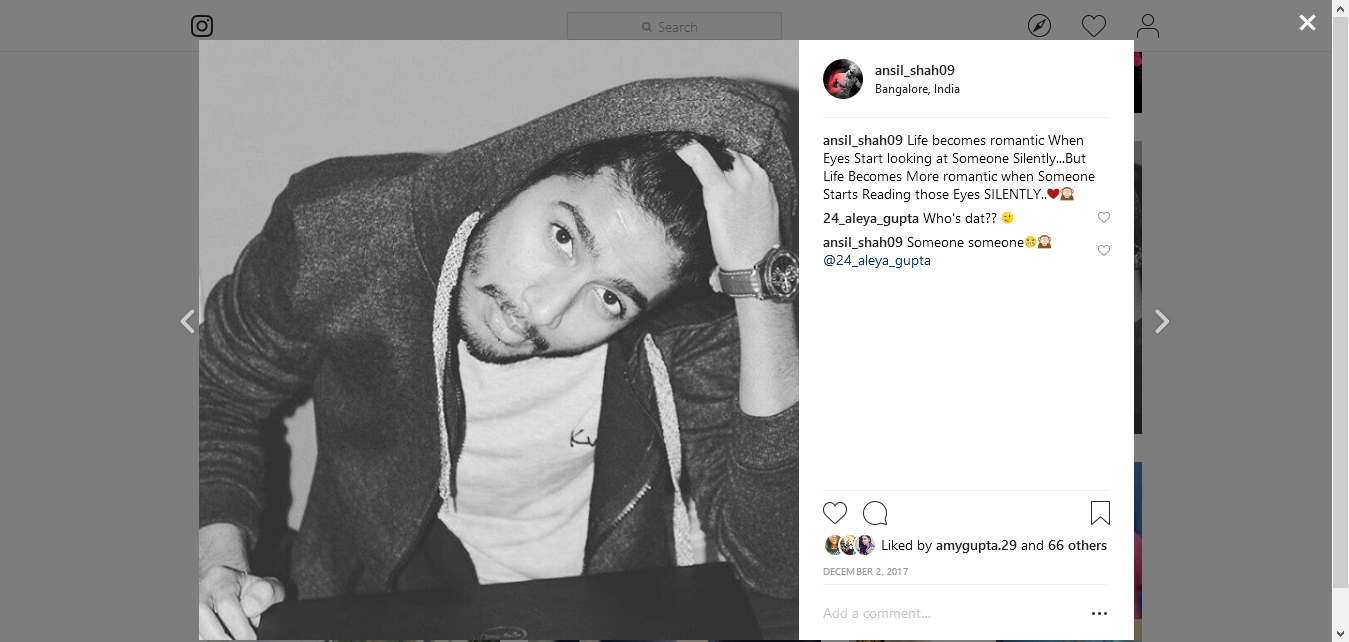 Search
ansil_shah09
Bangalore, India
ansil_shah09 Life becomes romantic When
Eyes Start looking at Someone Silently...But
Life Becomes More romantic when Someone
Starts Reading those Eyes SILENTLY..❤🙊
24_aleya_gupta Who's dat?? 🤔
ansil_shah09 Someone someone😁🙊
@24_aleya_gupta
Liked by amygupta.29 and 66 others
DECEMBER 2, 2017
Add a comment...